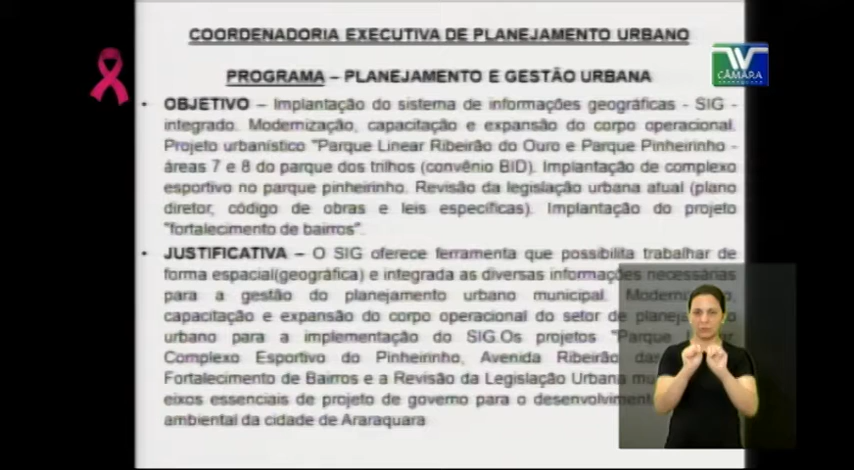 COORDENADORIA EXECUTIVA DE PLANEJAMENTO URBANO
TV
CÂMARA
PROGRAMA – PLANEJAMENTO E GESTÃO URBANA
• OBJETIVO – Implantação do sistema de informações geográficas - SIG -
integrado. Modernização, capacitação e expansão do corpo operacional.
Projeto urbanístico "Parque Linear Ribeirão do Ouro e Parque Pinheirinho -
áreas 7 e 8 do parque dos trilhos (convênio BID). Implantação de complexo
esportivo no parque pinheirinho. Revisão da legislação urbana atual (plano
diretor, código de obras e leis específicas). Implantação do projeto
"fortalecimento de bairros".
• JUSTIFICATIVA – O SIG oferece ferramenta que possibilita trabalhar de
forma espacial(geográfica) e integrada as diversas informações necessárias
para a gestão do planejamento urbano municipal.
capacitação e expansão do corpo operacional do setor de
urbano para a implementação do SIG.Os projetos "Parque
Complexo Esportivo do Pinheirinho, Avenida Ribeirão das
Fortalecimento de Bairros e a Revisão da Legislação Urbana
eixos essenciais de projeto de governo para o
ambiental da cidade de Araraquara